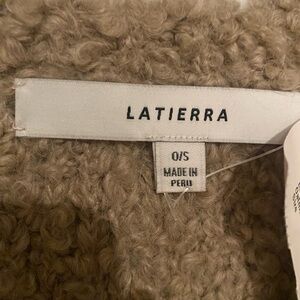 LATIERRA
O/S
MADE IN
PERU